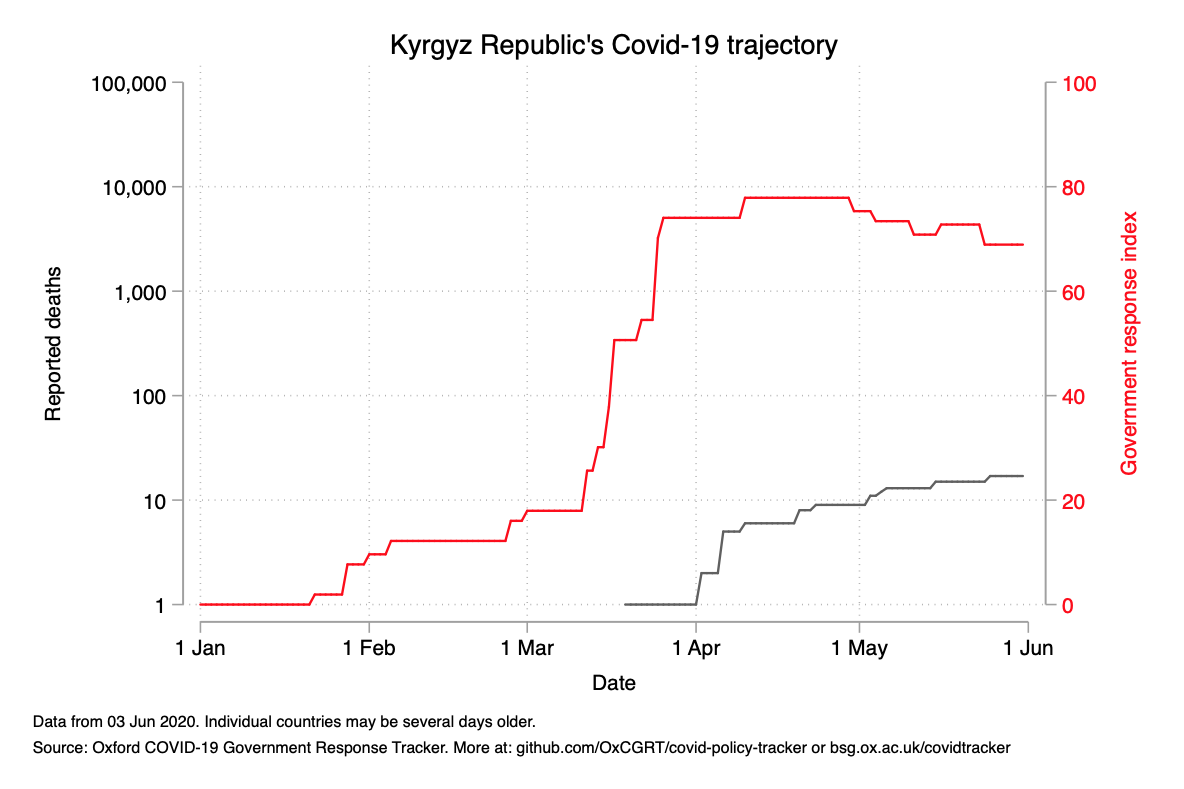 Kyrgyz Republic's Covid-19 trajectory
100,000
10,000
1,000
100
10
1
Reported deaths
100
80
60
40
20
0
Government response index
1 Jan
1 Feb
1 Mar
1 Apr
1 May
1 Jun
Date
Data from 03 Jun 2020. Individual countries may be several days older.
Source: Oxford COVID-19 Government Response Tracker. More at: github.com/OxCGRT/covid-policy-tracker or bsg.ox.ac.uk/covidtracker